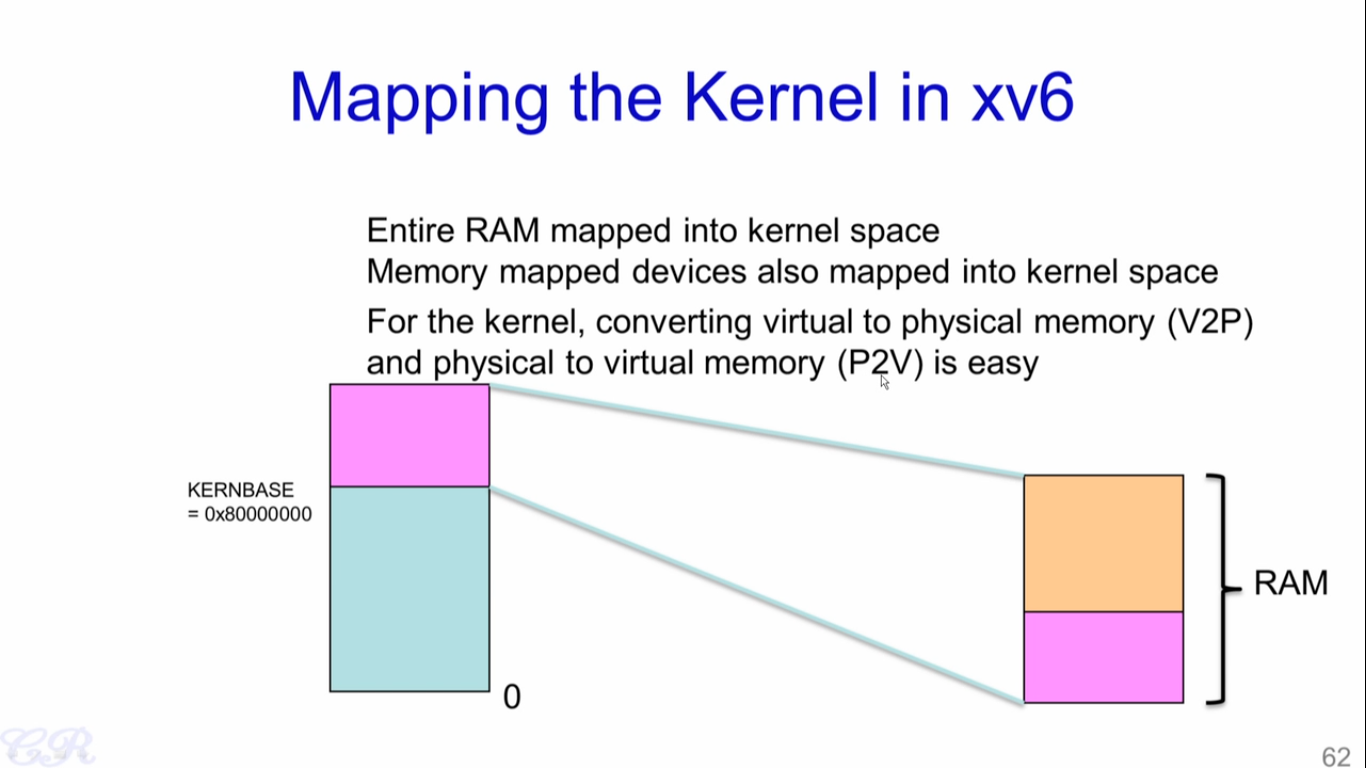 Mapping the Kernel in xv6
Entire RAM mapped into kernel space
Memory mapped devices also mapped into kernel space
For the kernel, converting virtual to physical memory (V2P)
and physical to virtual memory (P2V) is easy
KERNBASE
= 0x80000000
RAM
0
CR
62